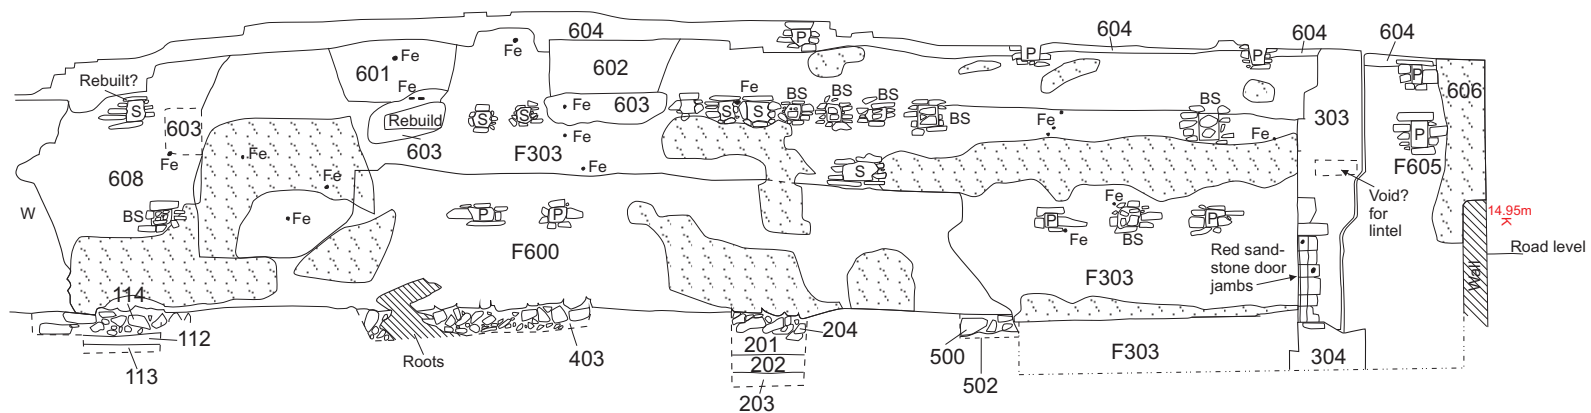 604
604
604
604
P
P
P
P
Fe
Fe
601
602
606
Rebuilt?
Fe
Fe
BS
BS
603
S
603
Fe
S
S
S
S
BS
BS
303
Rebuild
Fe
Fe
P
603
F303
Fe
Fe
Fe
Fe
F605
608
Fe
S
Void?
for
lintel
W
BS
Fe
P
P
Fe
P
P
14.95m
K
F600
Fe
BS
Road level
Red sand-
stone door
jambs
F303
Wall
114
112
113
Roots
403
204
201
202
203
500
502
F303
304